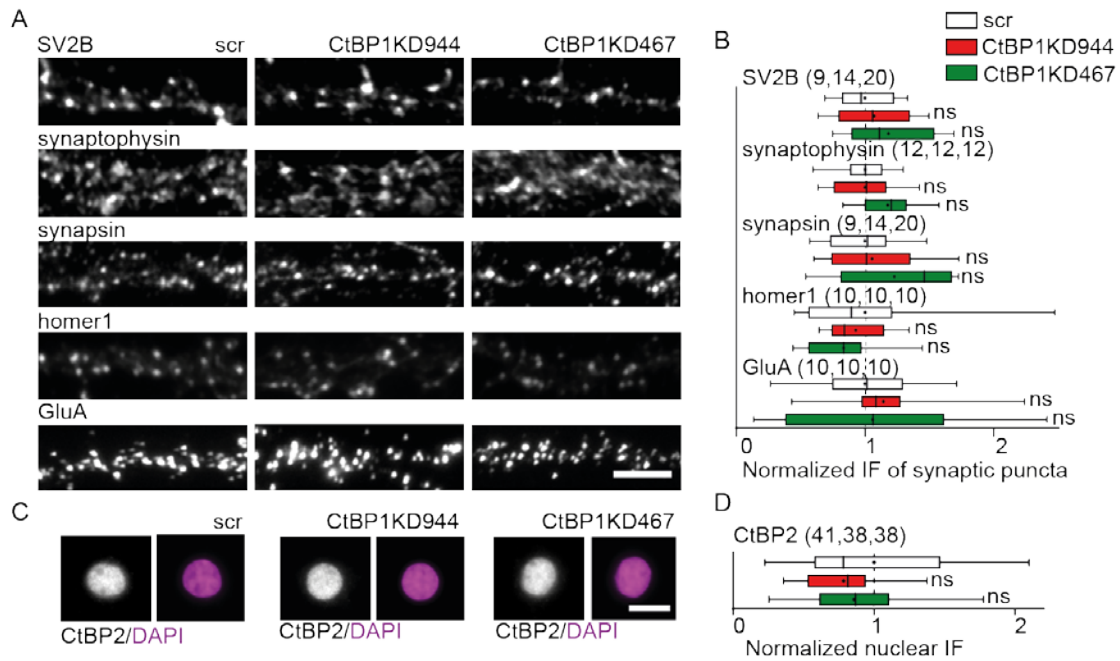 A
SV2B scr CtBP1KD944 CtBP1KD467
synaptophysin
synapsin
homer1
GluA
B
scr
CtBP1KD944
CtBP1KD467
SV2B (9,14,20)
ns
ns
synaptophysin (12,12,12)
ns
ns
synapsin (9,14,20)
ns
ns
homer1 (10,10,10)
ns
ns
GluA (10,10,10)
ns
ns
0 1 2
Normalized IF of synaptic puncta
C
scr CtBP1KD944 CtBP1KD467
CtBP2/DAPI CtBP2/DAPI CtBP2/DAPI
D
CtBP2 (41,38,38)
ns
ns
0 1 2
Normalized nuclear IF